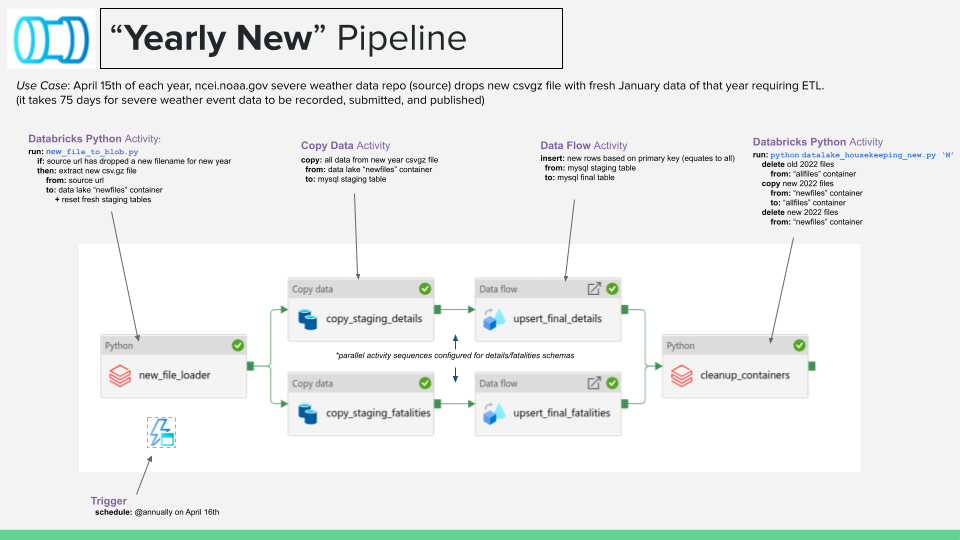 “Yearly New” Pipeline
Use Case: April 15th of each year, ncei.noaa.gov severe weather data repo (source) drops new csvgz file with fresh January data of that year requiring ETL.
(it takes 75 days for severe weather event data to be recorded, submitted, and published)
Databricks Python Activity:
run: new_file_to_blob.py
if: source url has dropped a new filename for new year
then: extract new csv.gz file
from: source url
to: data lake “newfiles” container
+ reset fresh staging tables
Copy Data Activity
copy: all data from new year csvgz file
from: data lake “newfiles” container
to: mysql staging table
Data Flow Activity
insert: new rows based on primary key (equates to all)
from: mysql staging table
to: mysql final table
Databricks Python Activity
run: python datalake_housekeeping_new.py ‘N’
delete old 2022 files
from: “allfiles” container
copy new 2022 files
from: “newfiles” container
to: “allfiles” container
delete new 2022 files
from: “newfiles” container
Copy data
copy_staging_details
Data flow
upsert_final_details
Python
new_file_loader
*parallel activity sequences configured for details/fatalities schemas
Python
cleanup_containers
Copy data
copy_staging_fatalities
Data flow
upsert_final_fatalities
Trigger
schedule: @annually on April 16th